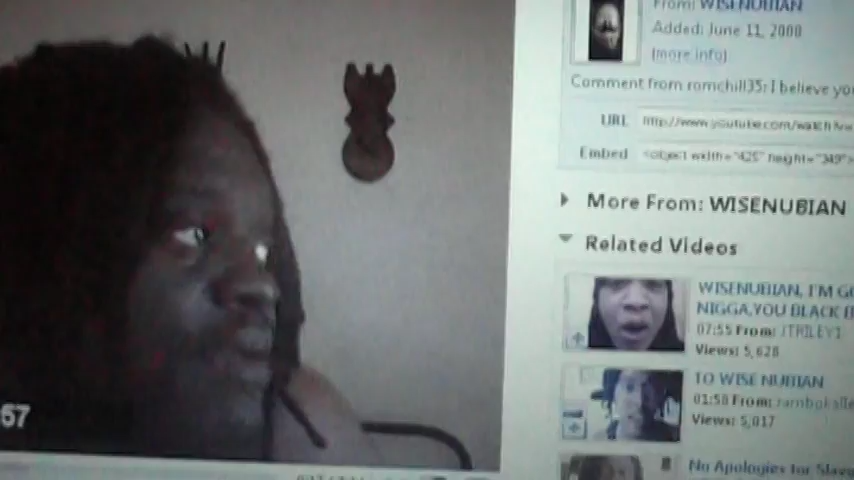 From: WISENUBIAN
Added: June 11, 2008
(more info)
Comment from romchill35: I believe you
URL http://www.youtube.com/watch?v=
Embed <object width="425" height="349">
More From: WISENUBIAN
Related Videos
WISENUBIAN, I'M GO
NIGGA,YOU BLACK B
07:55 From: JTRILEY1
Views: 5,628
TO WISE NUBIAN
01:58 From:
Views: 5,017
No Apologies for Slave
57